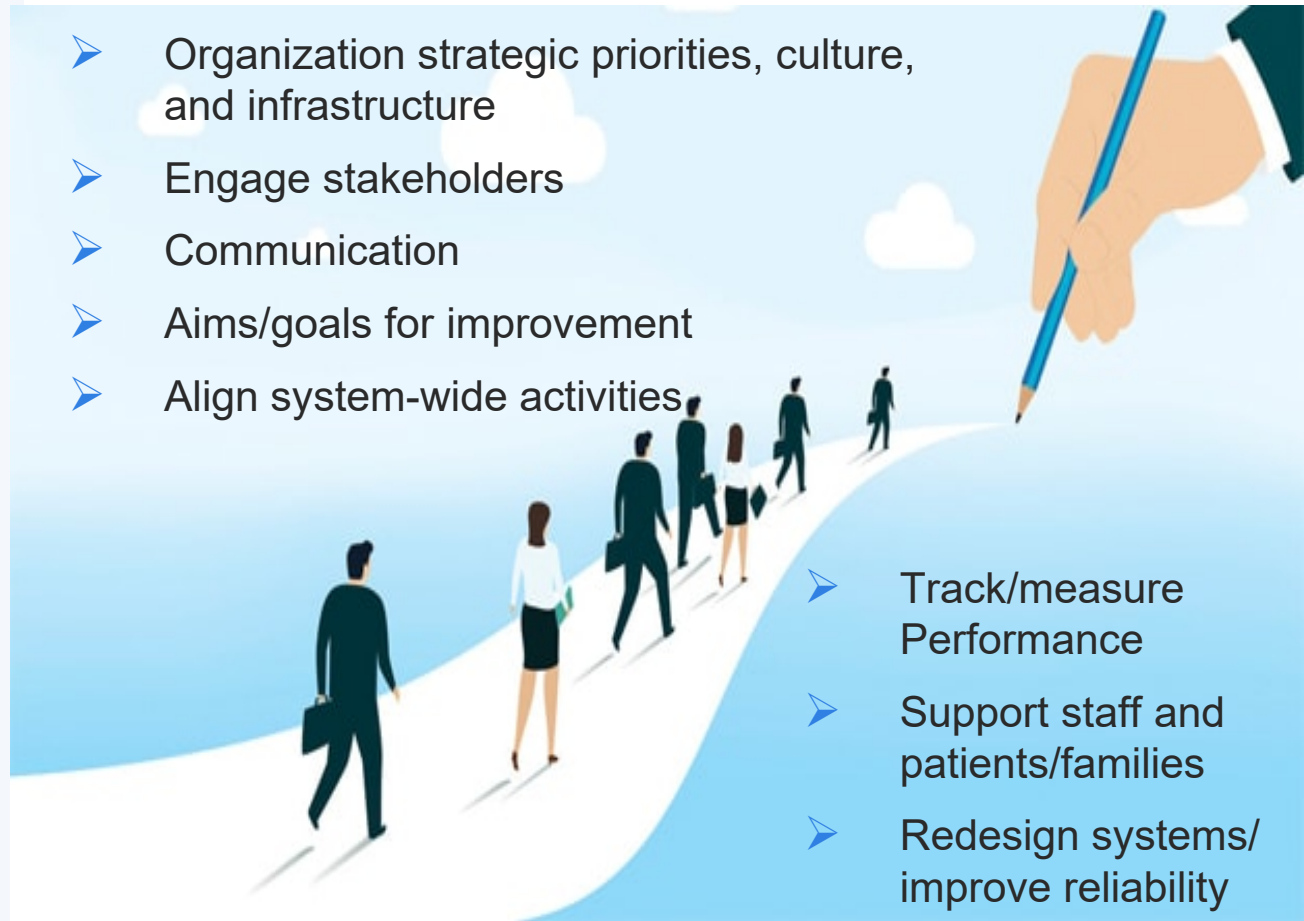 ➢ Organization strategic priorities, culture,
and infrastructure
➢ Engage stakeholders
➢ Communication
➢ Aims/goals for improvement
➢ Align system-wide activities
➢ Track/measure
Performance
➢ Support staff and
patients/families
➢ Redesign systems/
improve reliability